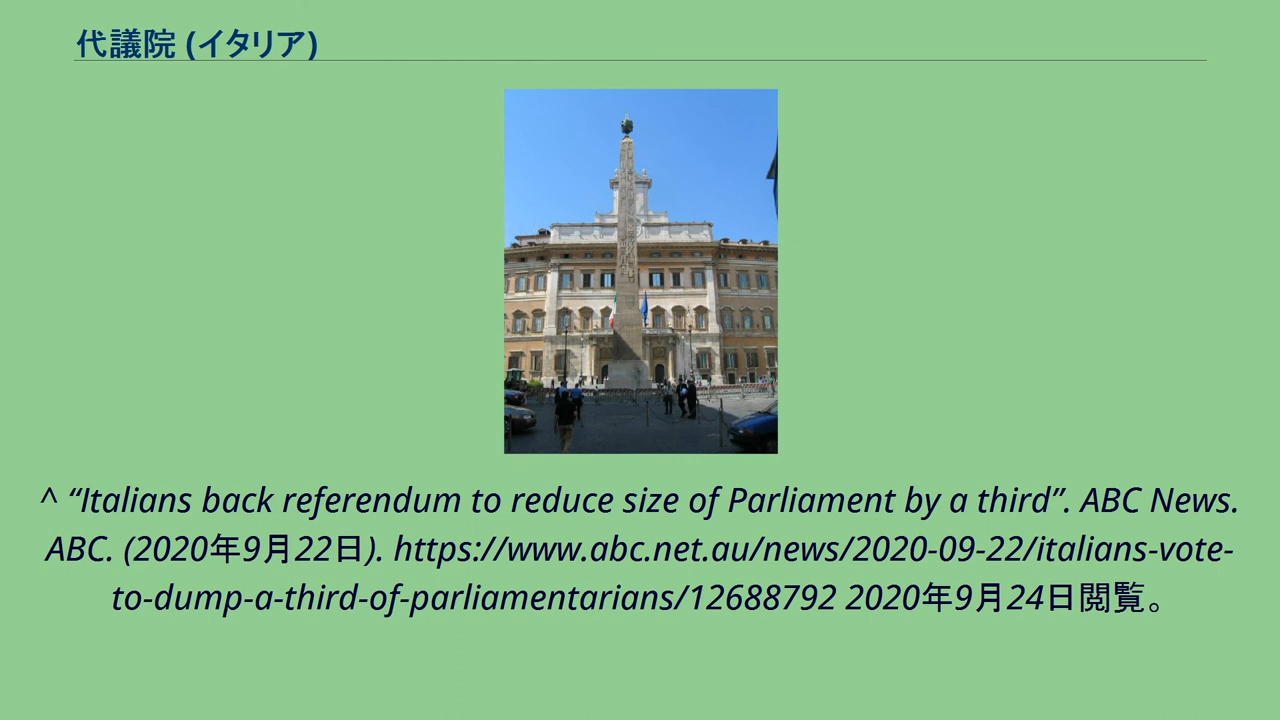 代議院 (イタリア)
^ “Italians back referendum to reduce size of Parliament by a third”. ABC News.
ABC. (2020年9月22日). https://www.abc.net.au/news/2020-09-22/italians-vote-
to-dump-a-third-of-parliamentarians/12688792 2020年9月24日閲覧。